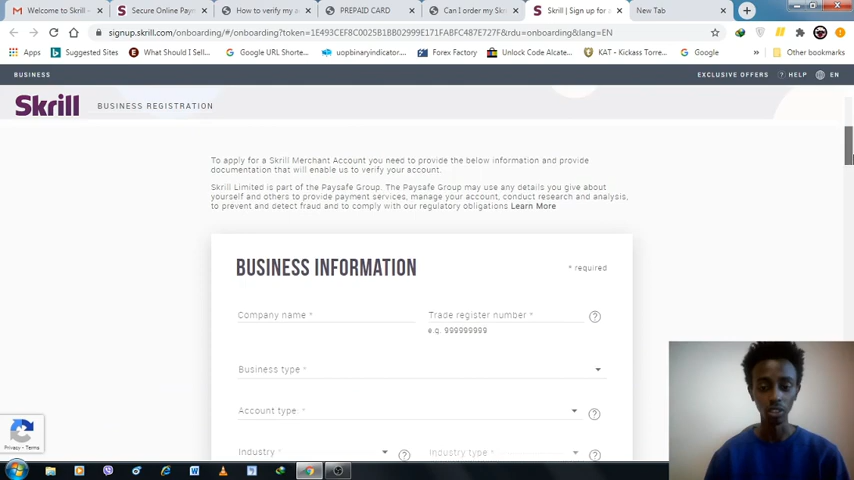 Welcome to Skrill -
Secure Online Pay
How to verify my a
PREPAID CARD
Can I order my Sk
Skrill | Sign up for a
New Tab
signup.skrill.com/onboarding/#/onboarding?token=1E493CEF8C0025B1BB02999E171FABFC487E727F&rdu=onboarding&lang=EN
Apps
Suggested Sites
What Should I Sell...
Google URL Shorte...
uopbinaryindicator...
Forex Factory
Unlock Code Alcate...
KAT - Kickass Torre...
Google
Other bookmarks
BUSINESS
EXCLUSIVE OFFERS
HELP
EN
Skrill
BUSINESS REGISTRATION
To apply for a Skrill Merchant Account you need to provide the below information and provide
documentation that will enable us to verify your account.
Skrill Limited is part of the Paysafe Group. The Paysafe Group may use any details you give about
yourself and others to provide payment services, manage your account, conduct research and analysis,
to prevent and detect fraud and to comply with our regulatory obligations Learn More
BUSINESS INFORMATION
* required
Company name *
Trade register number *
e.g. 999999999
Business type *
Account type: *
Industry *
Industry type *
Privacy - Terms